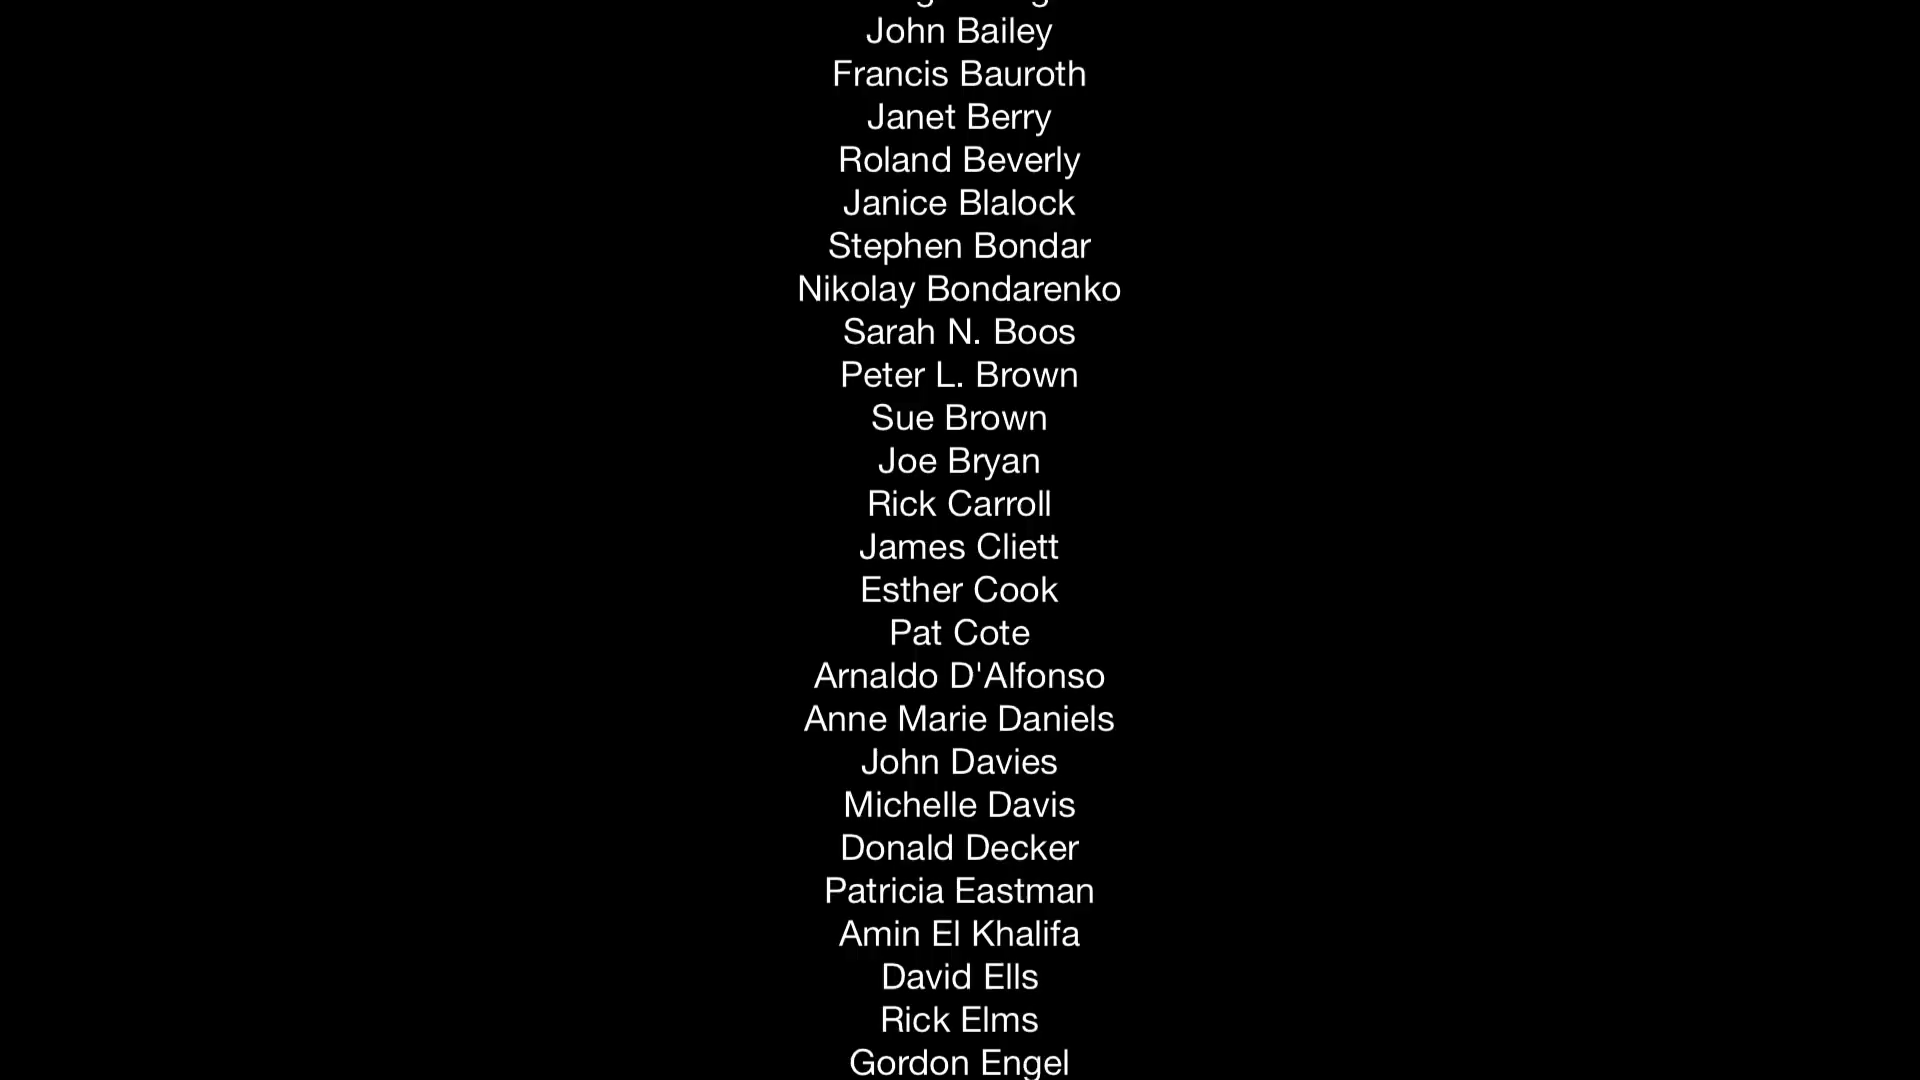 John Bailey
Francis Bauroth
Janet Berry
Roland Beverly
Janice Blalock
Stephen Bondar
Nikolay Bondarenko
Sarah N. Boos
Peter L. Brown
Sue Brown
Joe Bryan
Rick Carroll
James Cliett
Esther Cook
Pat Cote
Arnaldo D'Alfonso
Anne Marie Daniels
John Davies
Michelle Davis
Donald Decker
Patricia Eastman
Amin El Khalifa
David Ells
Rick Elms
Gordon Engel